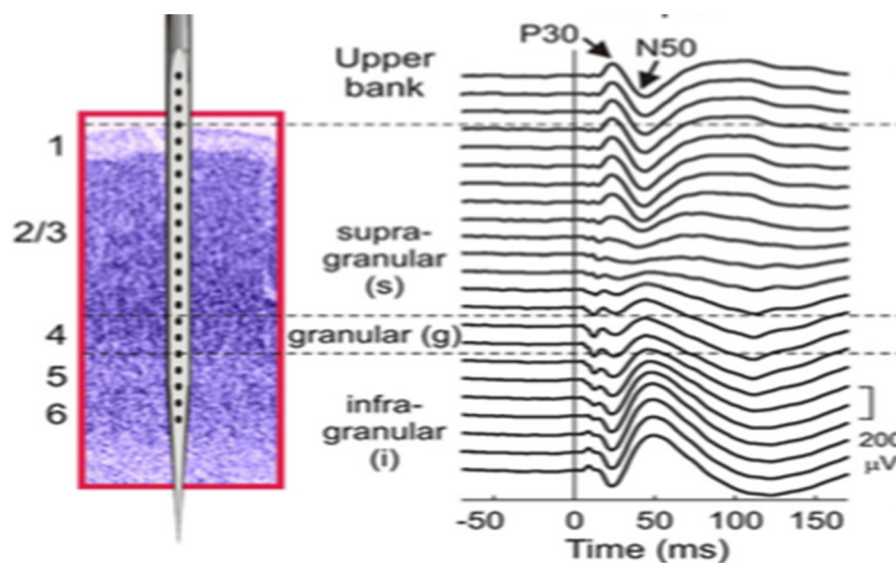 P30
N50
Upper
bank
1
2/3
supra-
granular
(s)
4
granular (g)
5
6
infra-
granular
(i)
200
μV
-50 0 50 100 150
Time (ms)